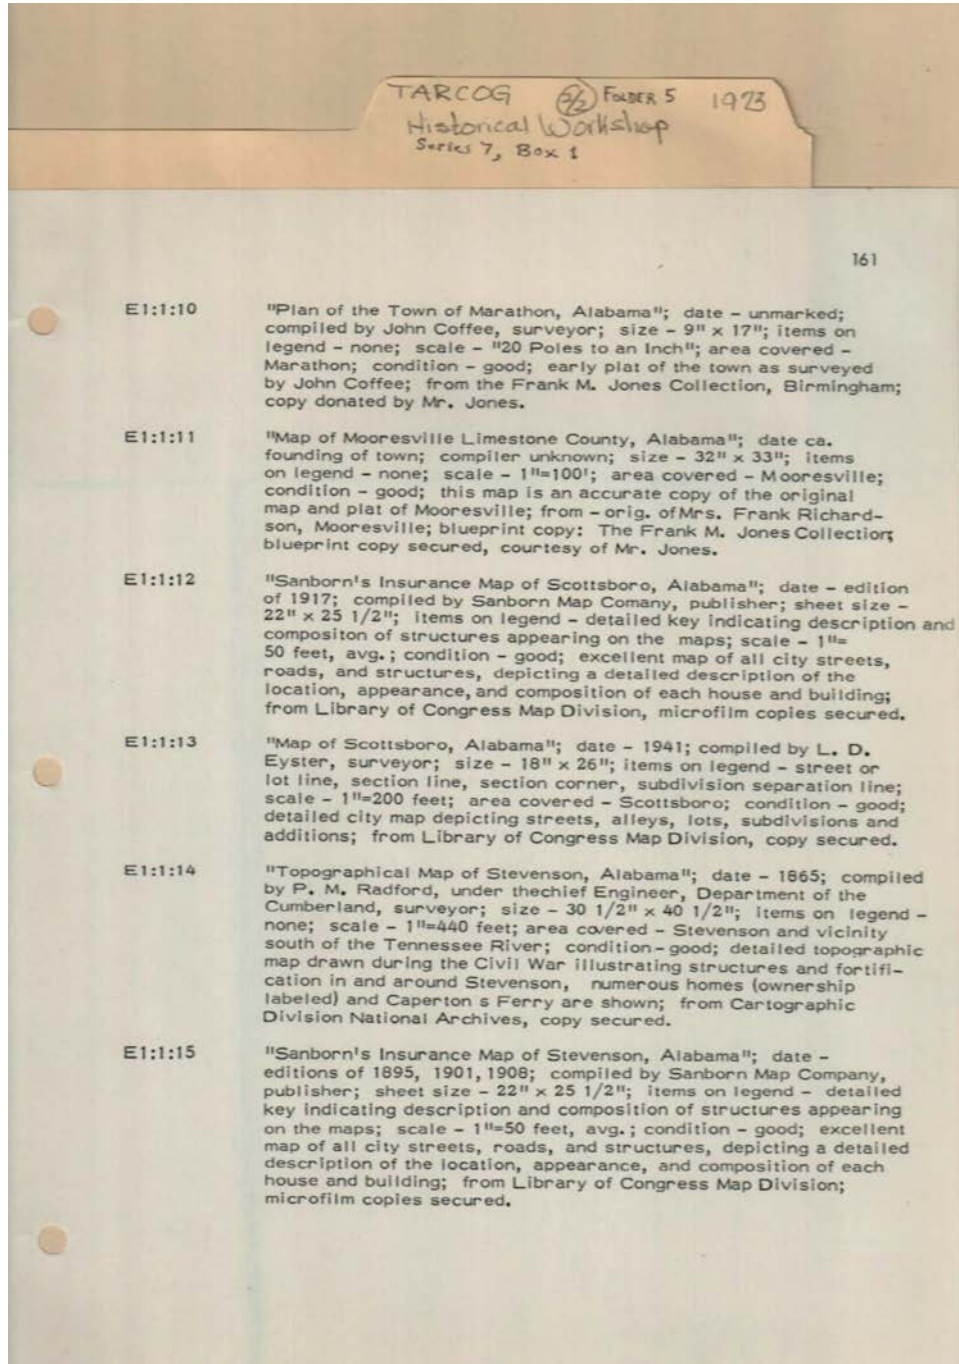 TARCOG 2/2 FOLDER 5 1973
Historical Workshop
Series 7, Box 1
161
E1:1:10 "Plan of the Town of Marathon, Alabama"; date - unmarked;
compiled by John Coffee, surveyor; size - 9" x 17"; items on
legend - none; scale - "20 Poles to an Inch"; area covered -
Marathon; condition - good; early plat of the town as surveyed
by John Coffee; from the Frank M. Jones Collection, Birmingham;
copy donated by Mr. Jones.
E1:1:11 "Map of Mooresville Limestone County, Alabama"; date ca.
founding of town; compiler unknown; size - 32" x 33"; items
on legend - none; scale - 1"=100'; area covered - Mooresville;
condition - good; this map is an accurate copy of the original
map and plat of Mooresville; from - orig. of Mrs. Frank Richard-
son, Mooresville; blueprint copy: The Frank M. Jones Collection;
blueprint copy secured, courtesy of Mr. Jones.
E1:1:12 "Sanborn's Insurance Map of Scottsboro, Alabama"; date - edition
of 1917; compiled by Sanborn Map Comany, publisher; sheet size -
22" x 25 1/2"; items on legend - detailed key indicating description and
compositon of structures appearing on the maps; scale - 1"=
50 feet, avg.; condition - good; excellent map of all city streets,
roads, and structures, depicting a detailed description of the
location, appearance, and composition of each house and building;
from Library of Congress Map Division, microfilm copies secured.
E1:1:13 "Map of Scottsboro, Alabama"; date - 1941; compiled by L. D.
Eyster, surveyor; size - 18" x 26"; items on legend - street or
lot line, section line, section corner, subdivision separation line;
scale - 1"=200 feet; area covered - Scottsboro; condition - good;
detailed city map depicting streets, alleys, lots, subdivisions and
additions; from Library of Congress Map Division, copy secured.
E1:1:14 "Topographical Map of Stevenson, Alabama"; date - 1865; compiled
by P. M. Radford, under thechief Engineer, Department of the
Cumberland, surveyor; size - 30 1/2" x 40 1/2"; items on legend -
none; scale - 1"=440 feet; area covered - Stevenson and vicinity
south of the Tennessee River; condition - good; detailed topographic
map drawn during the Civil War illustrating structures and fortifi-
cation in and around Stevenson, numerous homes (ownership
labeled) and Caperton s Ferry are shown; from Cartographic
Division National Archives, copy secured.
E1:1:15 "Sanborn's Insurance Map of Stevenson, Alabama"; date -
editions of 1895, 1901, 1908; compiled by Sanborn Map Company,
publisher; sheet size - 22" x 25 1/2"; items on legend - detailed
key indicating description and composition of structures appearing
on the maps; scale - 1"=50 feet, avg.; condition - good; excellent
map of all city streets, roads, and structures, depicting a detailed
description of the location, appearance, and composition of each
house and building; from Library of Congress Map Division;
microfilm copies secured.